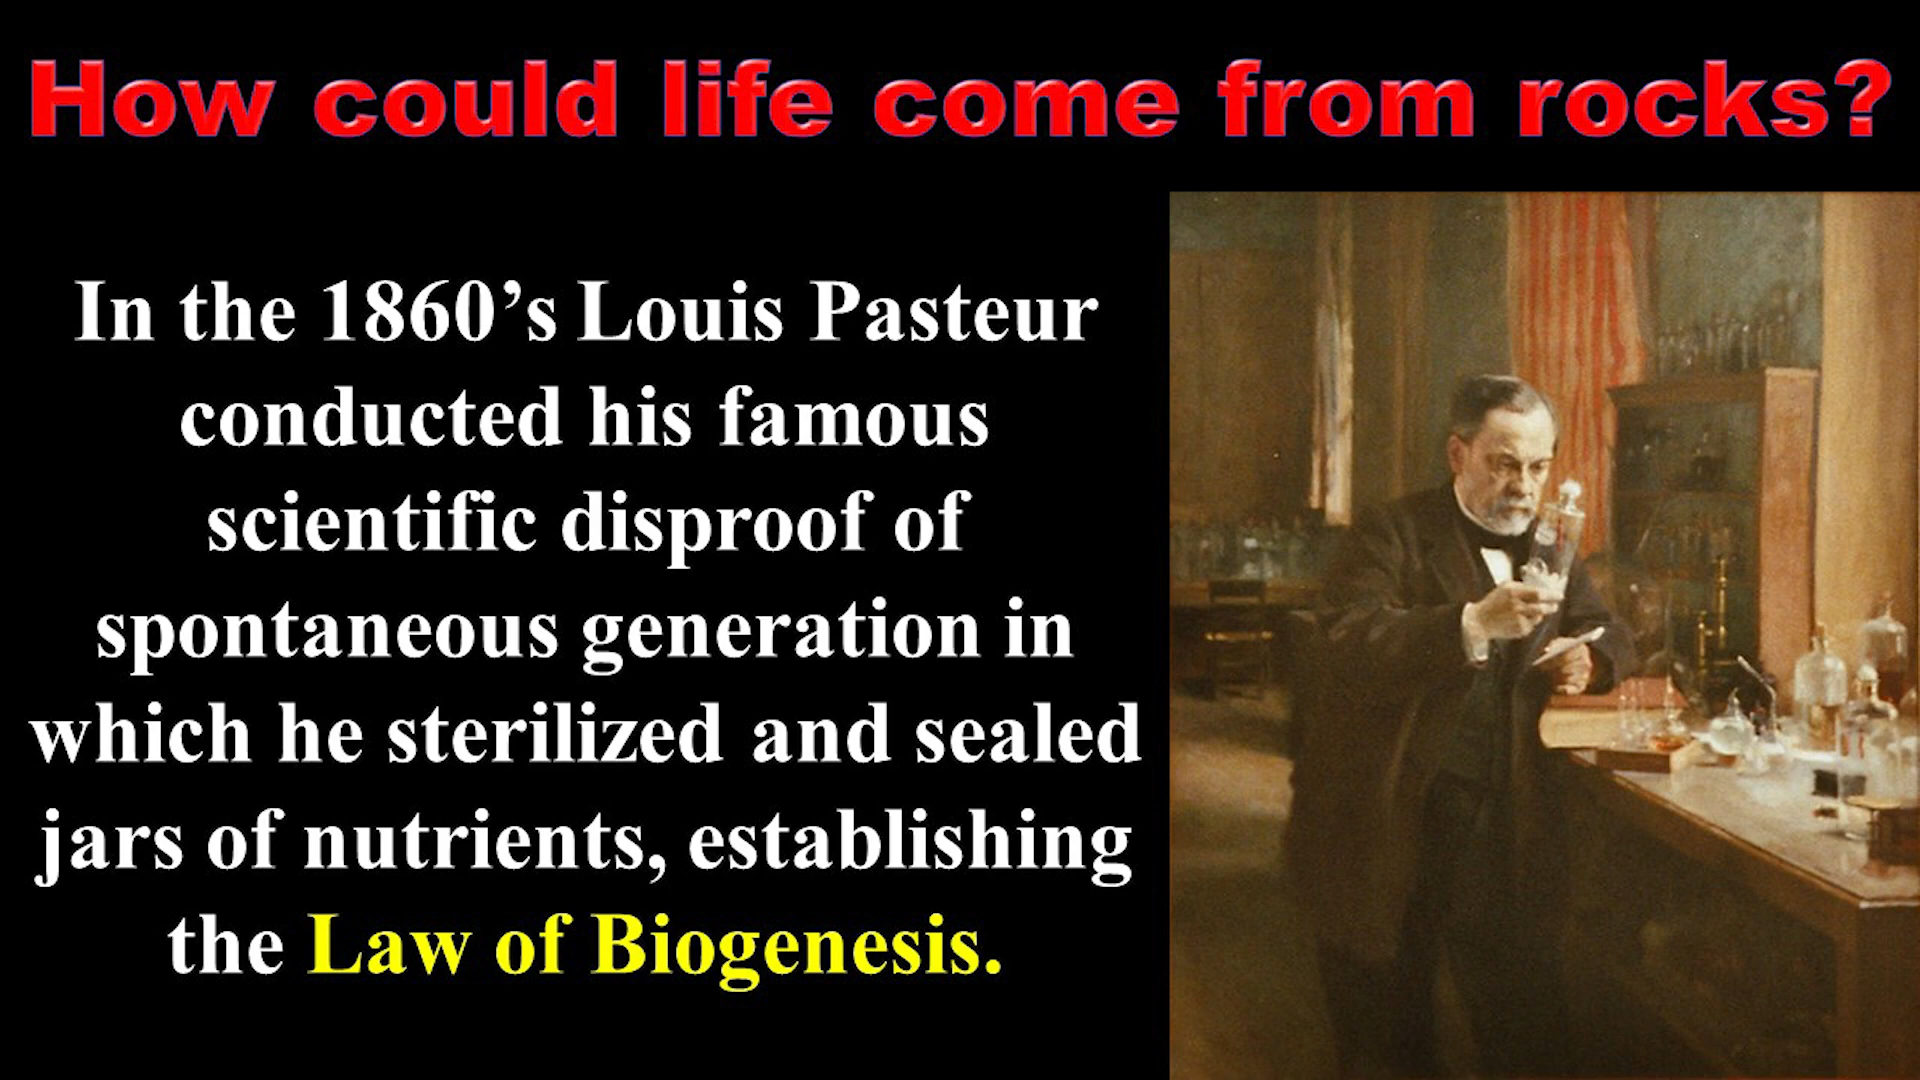 How could life come from rocks?
In the 1860’s Louis Pasteur
conducted his famous
scientific disproof of
spontaneous generation in
which he sterilized and sealed
jars of nutrients, establishing
the Law of Biogenesis.